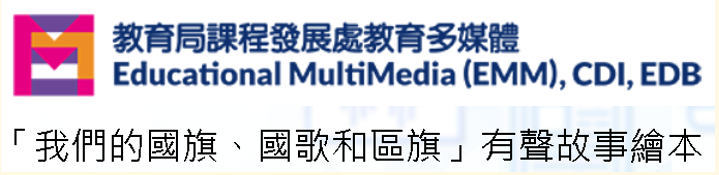 教育局課程發展處教育多媒體
Educational MultiMedia (EMM), CDI, EDB
「我們的國旗、國歌和區旗」有聲故事繪本